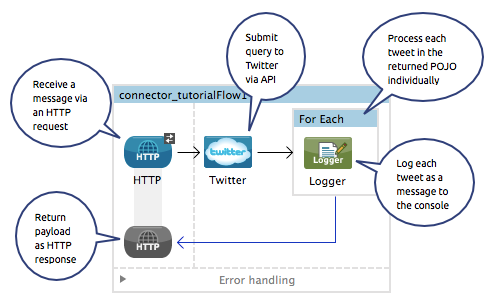 Submit
query to
Twitter
via API
Process each
tweet in the
returned POJO
individually
Receive a
message via
an HTTP
request
connector_tutorialFlow1
For Each
HTTP
twitter
Logger
HTTP
Twitter
Logger
Log each
tweet as a
message to
the console
Return
payload
as HTTP
response
HTTP
Error handling